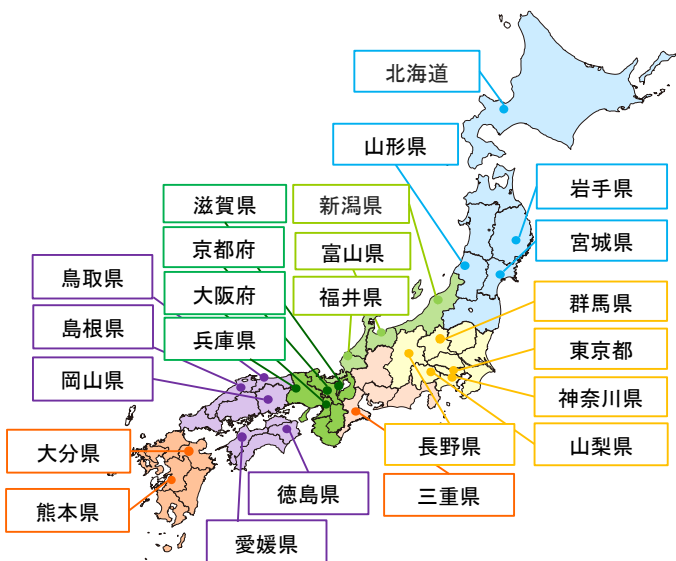 北海道
山形県
岩手県
滋賀県
新潟県
京都府
宮城県
富山県
鳥取県
大阪府
福井県
群馬県
島根県
兵庫県
東京都
岡山県
神奈川県
大分県
長野県
山梨県
徳島県
三重県
熊本県
愛媛県